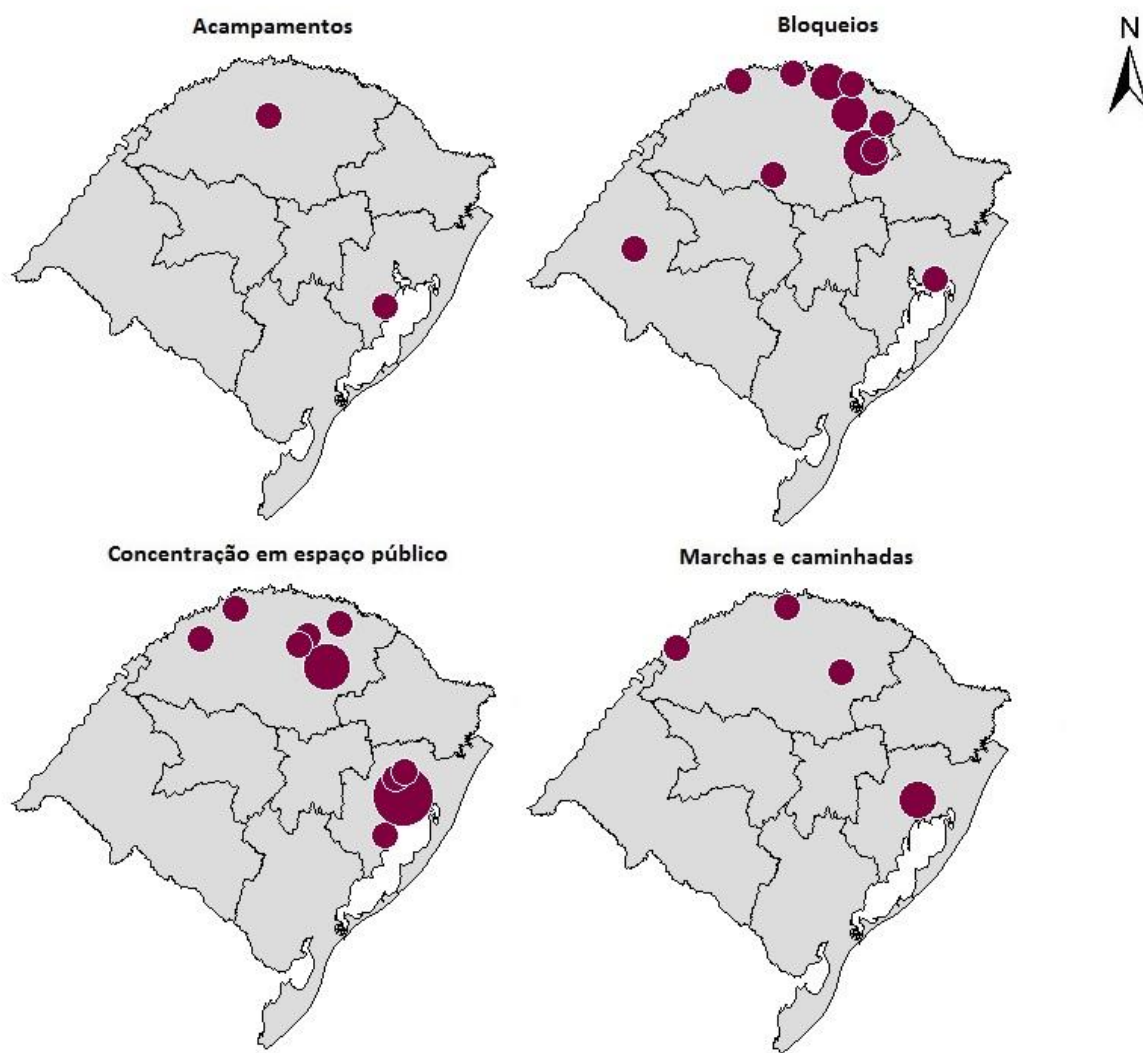 Acampamentos
Bloqueios
N
Concentração em espaço público
Marchas e caminhadas